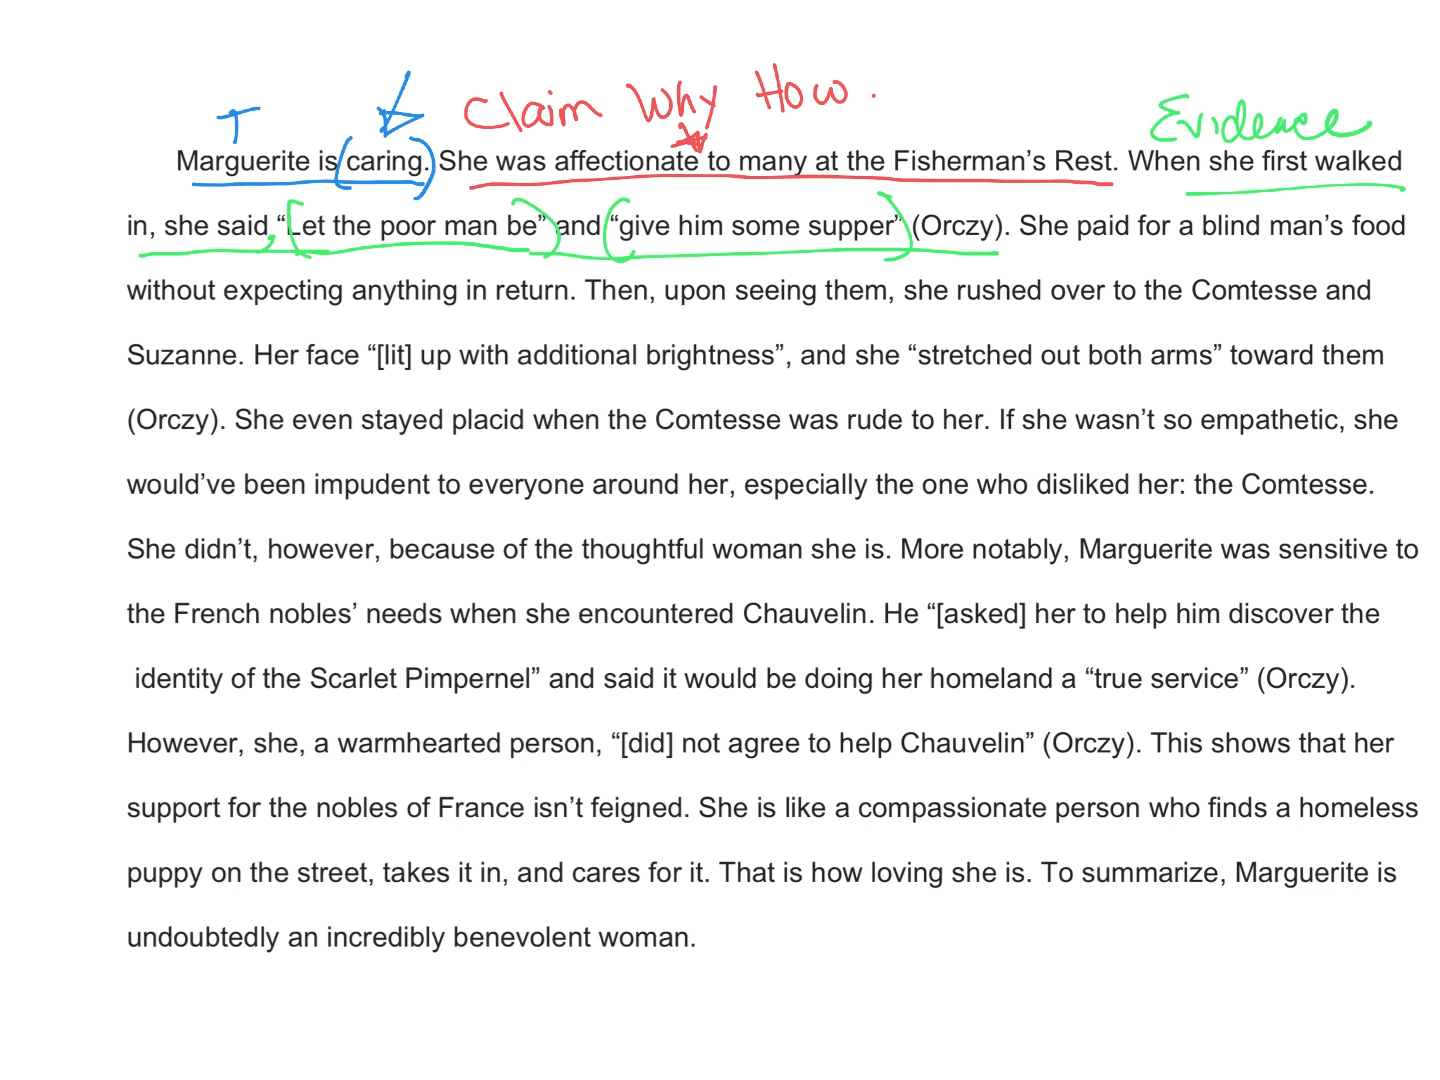 T Claim Why How.
Evidence
Marguerite is caring. She was affectionate to many at the Fisherman’s Rest. When she first walked
in, she said, “Let the poor man be” and “give him some supper” (Orczy). She paid for a blind man’s food
without expecting anything in return. Then, upon seeing them, she rushed over to the Comtesse and
Suzanne. Her face “[lit] up with additional brightness”, and she “stretched out both arms” toward them
(Orczy). She even stayed placid when the Comtesse was rude to her. If she wasn’t so empathetic, she
would’ve been impudent to everyone around her, especially the one who disliked her: the Comtesse.
She didn’t, however, because of the thoughtful woman she is. More notably, Marguerite was sensitive to
the French nobles’ needs when she encountered Chauvelin. He “[asked] her to help him discover the
identity of the Scarlet Pimpernel” and said it would be doing her homeland a “true service” (Orczy).
However, she, a warmhearted person, “[did] not agree to help Chauvelin” (Orczy). This shows that her
support for the nobles of France isn’t feigned. She is like a compassionate person who finds a homeless
puppy on the street, takes it in, and cares for it. That is how loving she is. To summarize, Marguerite is
undoubtedly an incredibly benevolent woman.